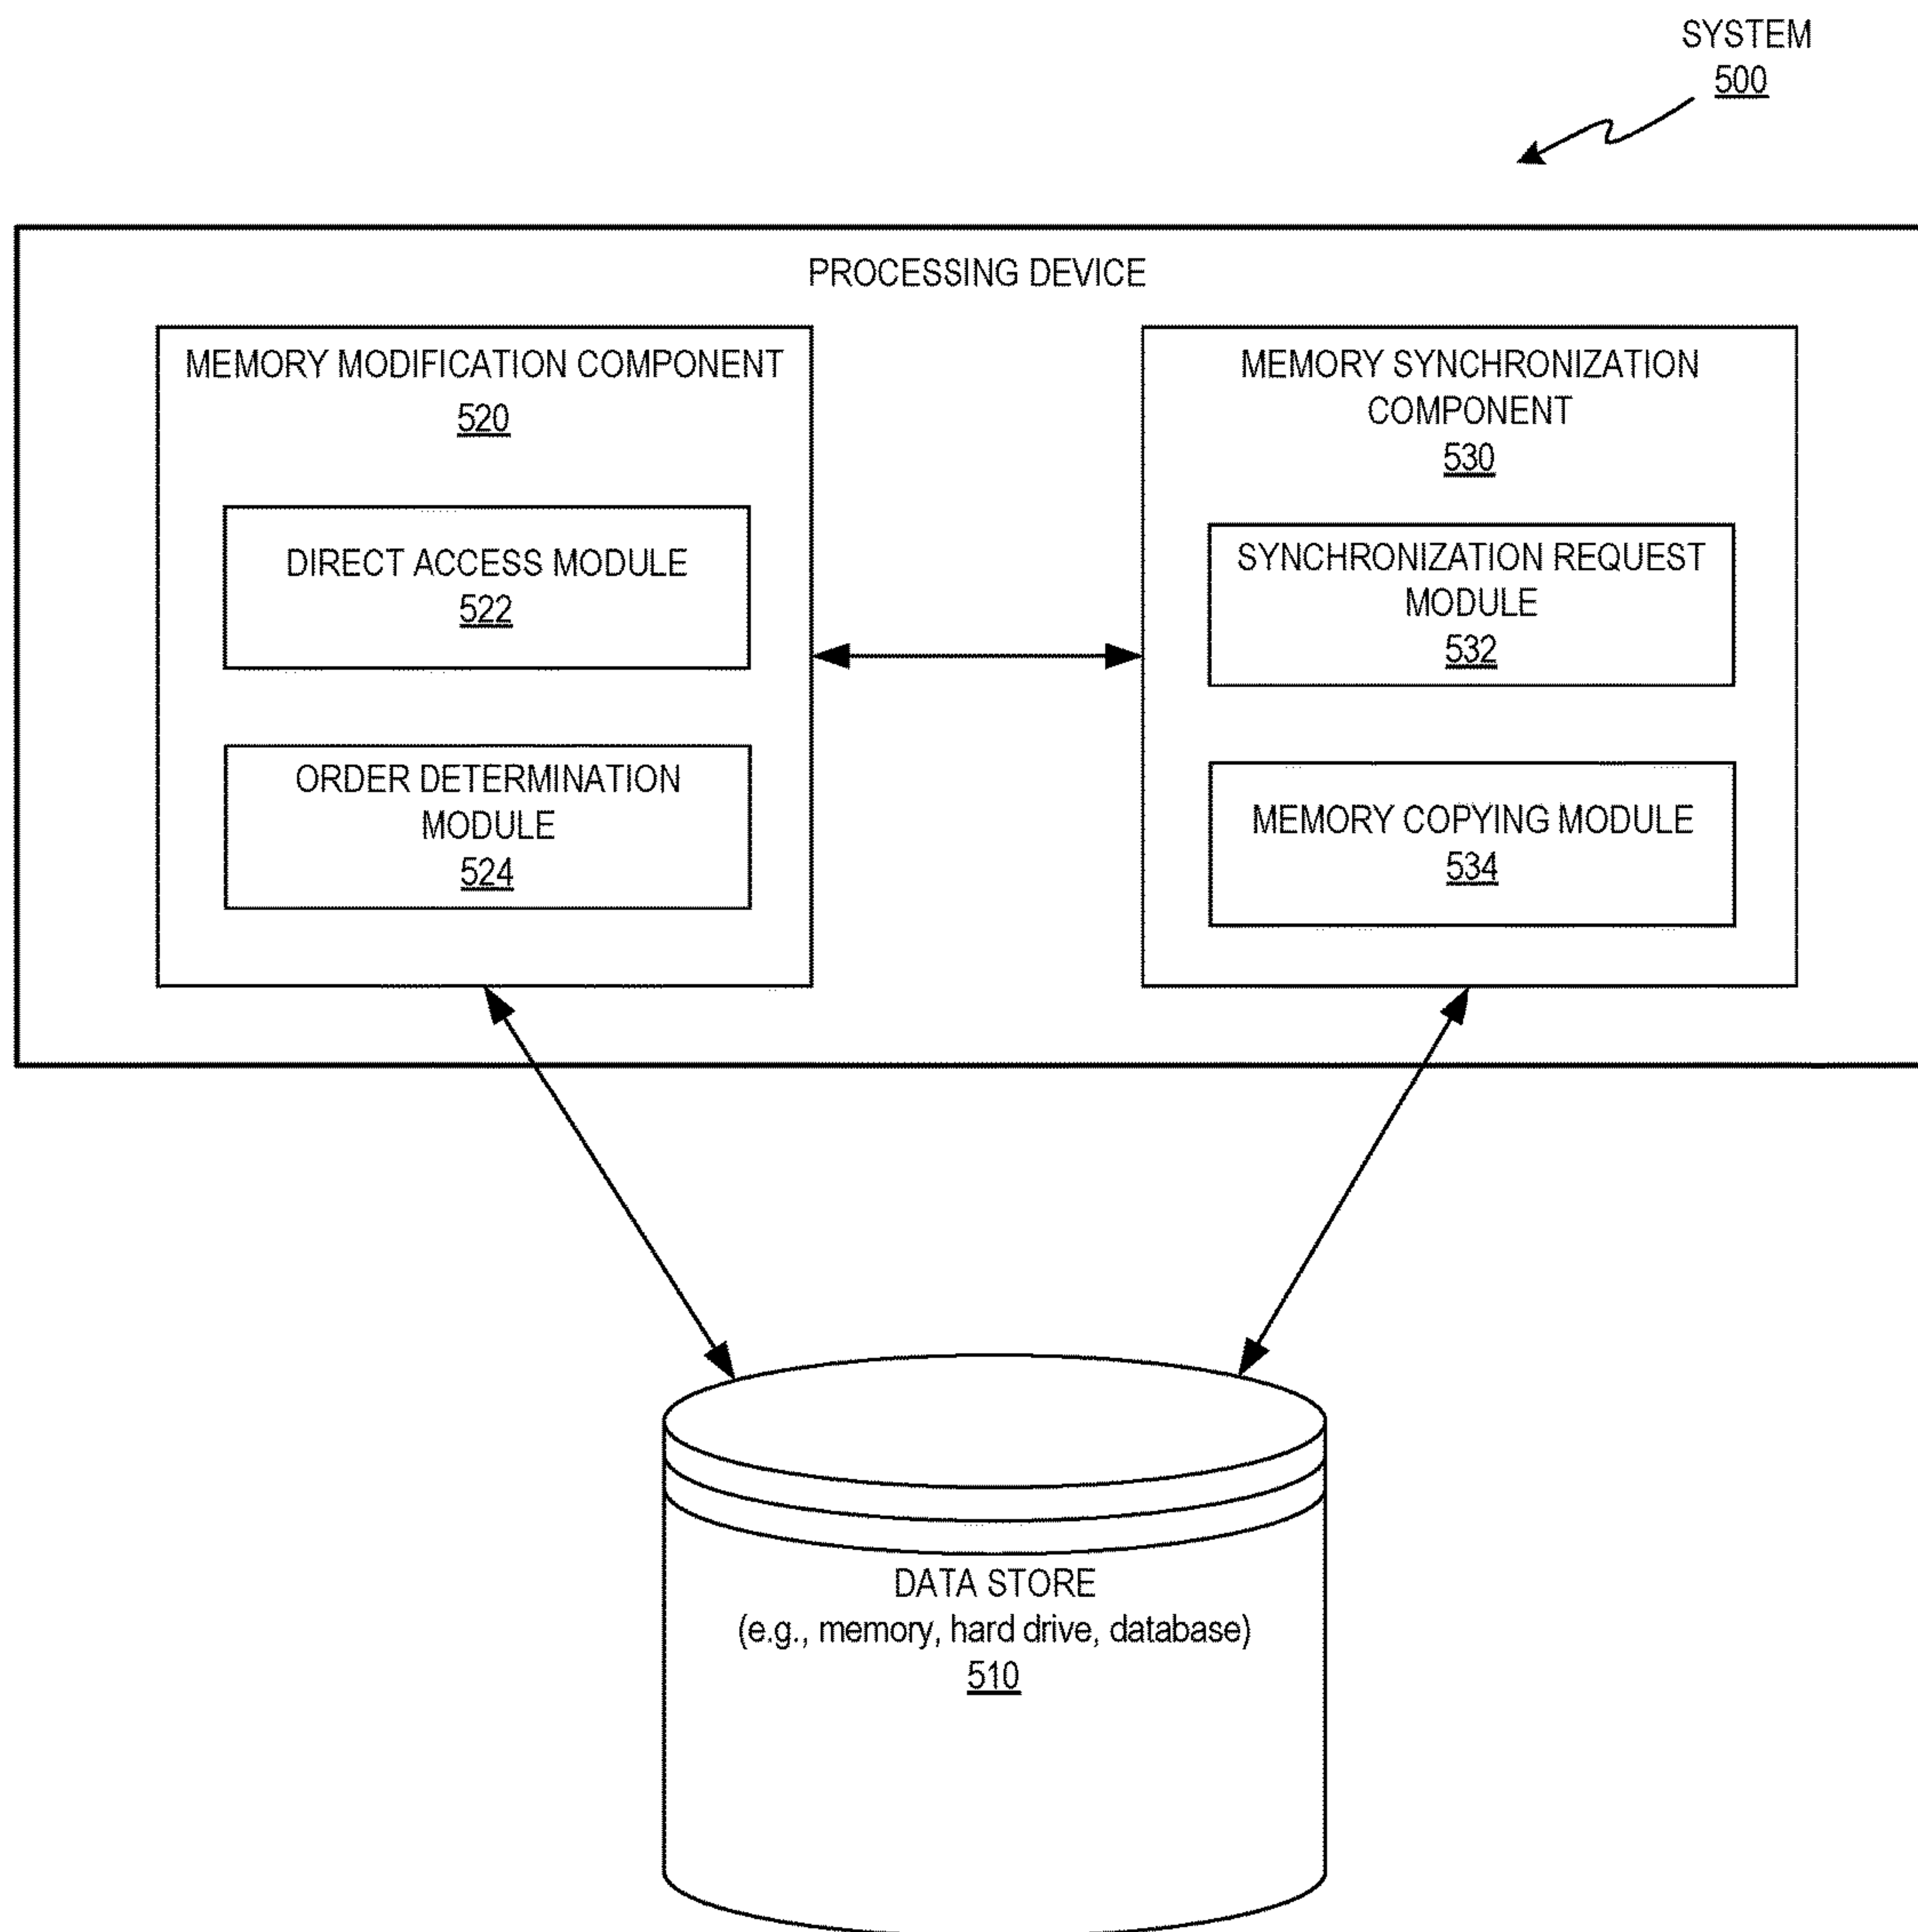 SYSTEM
500
PROCESSING DEVICE
MEMORY MODIFICATION COMPONENT
520
DIRECT ACCESS MODULE
522
ORDER DETERMINATION
MODULE
524
MEMORY SYNCHRONIZATION
COMPONENT
530
SYNCHRONIZATION REQUEST
MODULE
532
MEMORY COPYING MODULE
534
DATA STORE
(e.g., memory, hard drive, database)
510